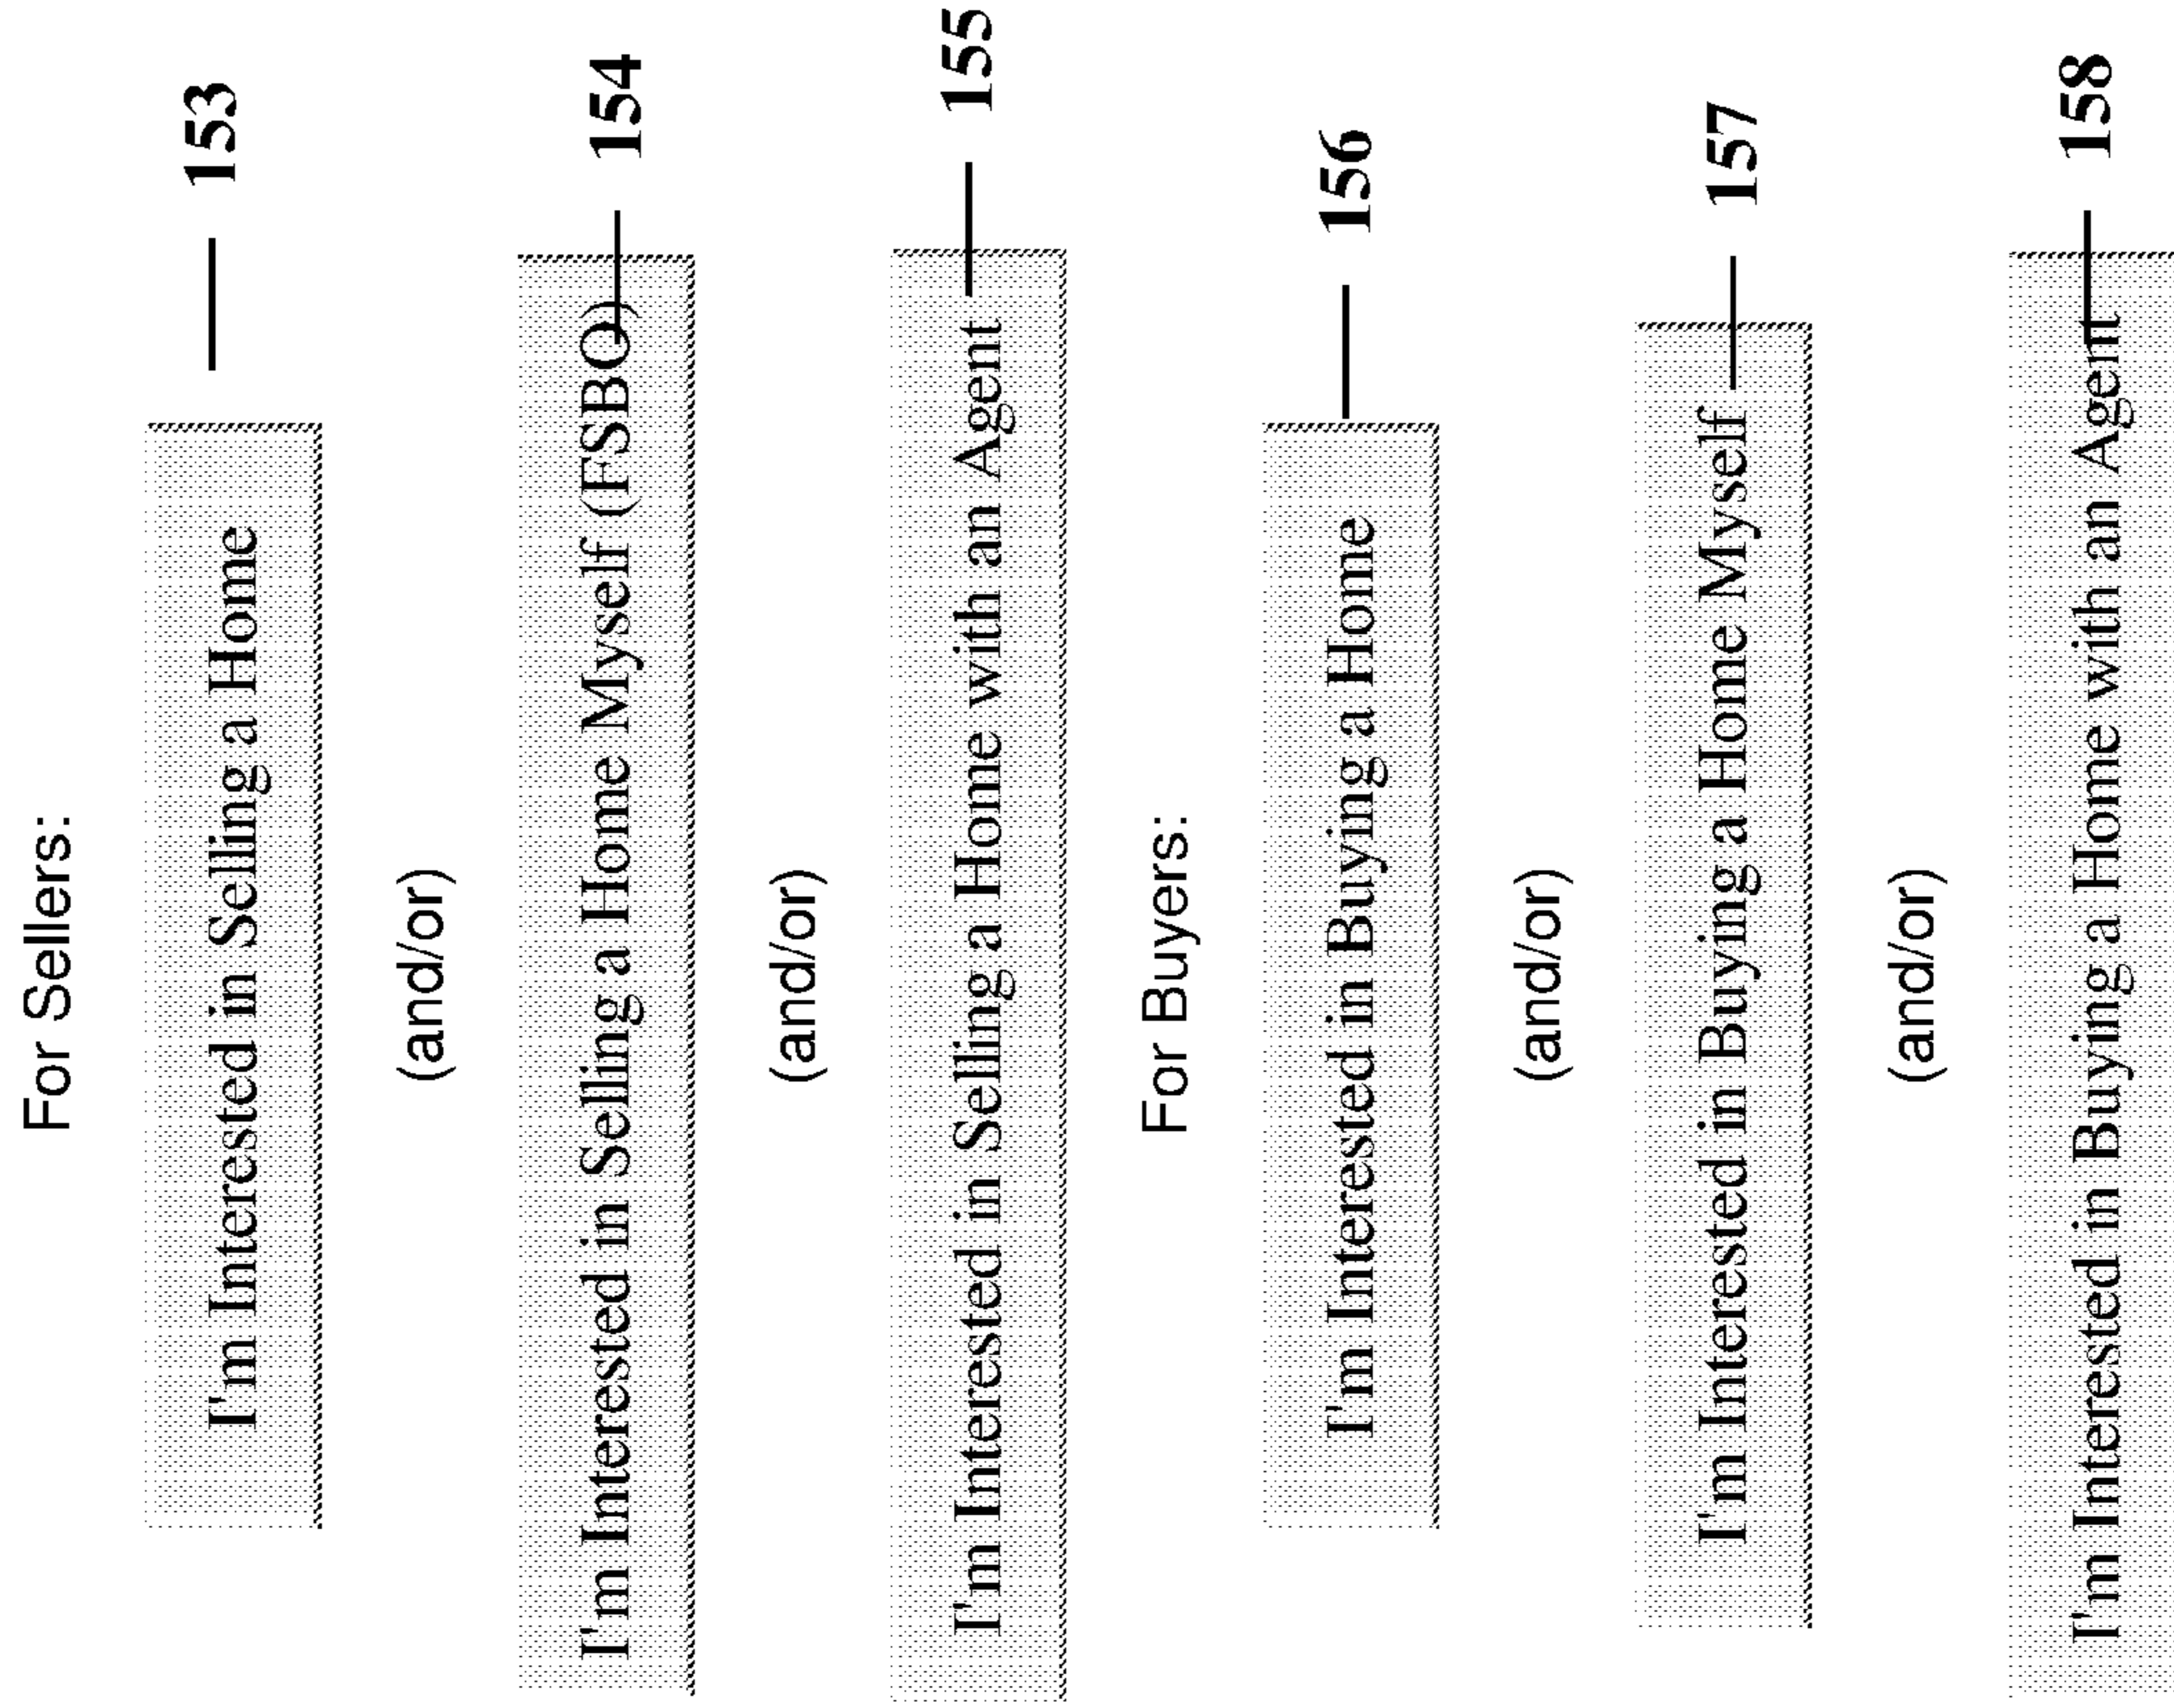 For Sellers:
I'm Interested in Selling a Home 153
(and/or)
I'm Interested in Selling a Home Myself (FSBO) 154
(and/or)
I'm Interested in Selling a Home with an Agent 155
For Buyers:
I'm Interested in Buying a Home 156
(and/or)
I'm Interested in Buying a Home Myself 157
(and/or)
I'm Interested in Buying a Home with an Agent 158